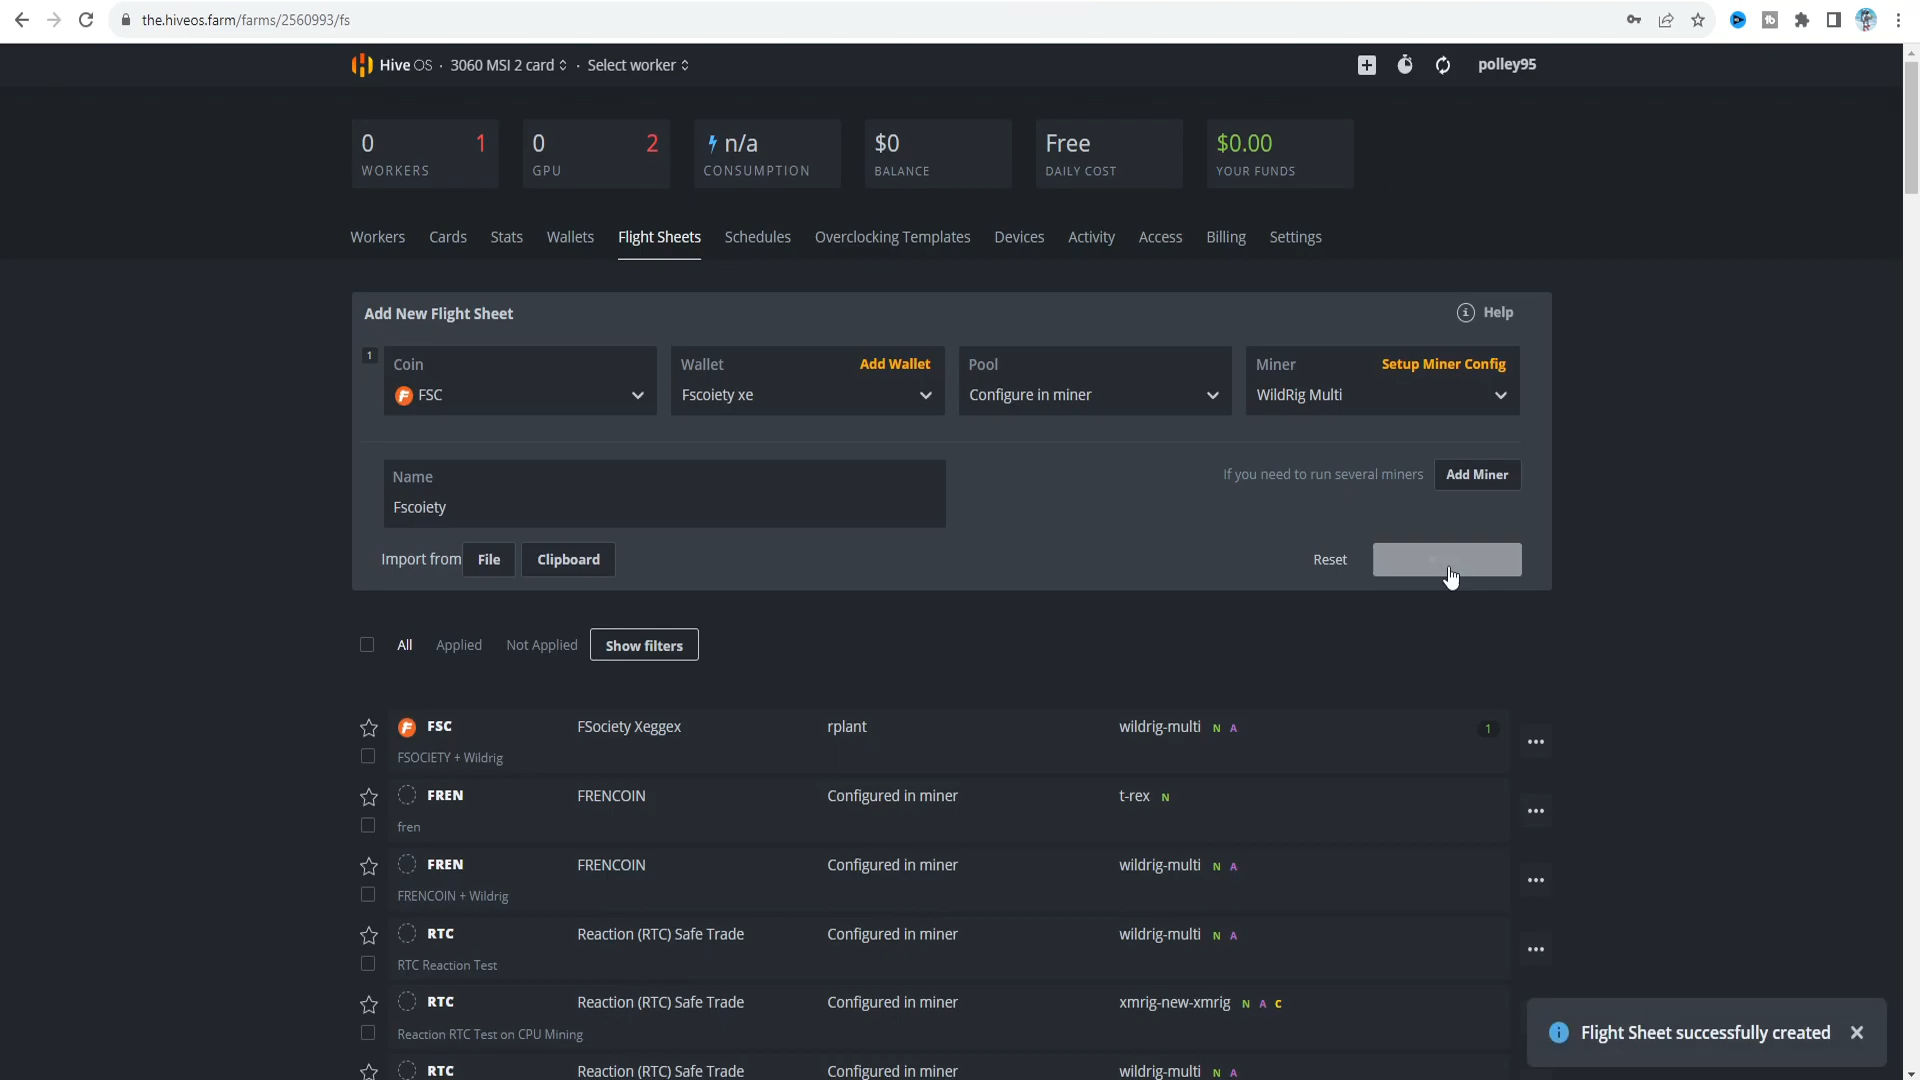 the.hiveos.farm/farms/2560993/fs
Hive OS · 3060 MSI 2 card · Select worker
polley95
0 1 0 2 n/a $0 Free $0.00
WORKERS GPU CONSUMPTION BALANCE DAILY COST YOUR FUNDS
Workers Cards Stats Wallets Flight Sheets Schedules Overclocking Templates Devices Activity Access Billing Settings
Add New Flight Sheet
Help
1 Coin Wallet Add Wallet Pool Miner Setup Miner Config
FSC Fscoiety xe Configure in miner WildRig Multi
Name
Fscoiety
If you need to run several miners Add Miner
Import from File Clipboard
Reset
All Applied Not Applied Show filters
FSC FSociety Xeggex rplant wildrig-multi N A 1
FSOCIETY + Wildrig
FREN FRENCOIN Configured in miner t-rex N
fren
FREN FRENCOIN Configured in miner wildrig-multi N A
FRENCOIN + Wildrig
RTC Reaction (RTC) Safe Trade Configured in miner wildrig-multi N A
RTC Reaction Test
RTC Reaction (RTC) Safe Trade Configured in miner xmrig-new-xmrig N A C
Reaction RTC Test on CPU Mining
RTC Reaction (RTC) Safe Trade Configured in miner wildrig-multi N A
Flight Sheet successfully created